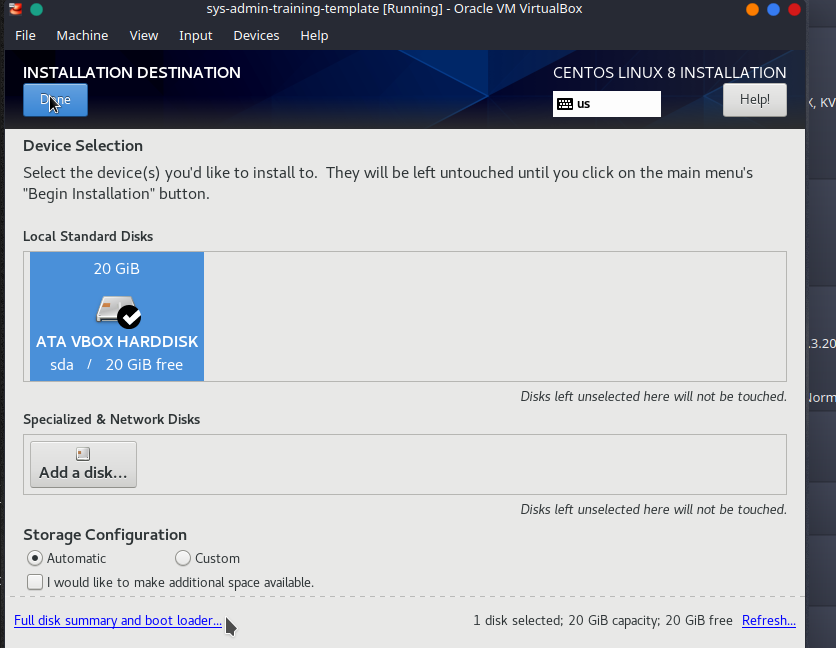 sys-admin-training-template [Running] - Oracle VM VirtualBox
File Machine View Input Devices Help
INSTALLATION DESTINATION
CENTOS LINUX 8 INSTALLATION
Done
us
Help!
Device Selection
Select the device(s) you'd like to install to. They will be left untouched until you click on the main menu's
"Begin Installation" button.
Local Standard Disks
20 GiB
ATA VBOX HARDDISK
sda / 20 GiB free
Disks left unselected here will not be touched.
Specialized & Network Disks
Add a disk...
Disks left unselected here will not be touched.
Storage Configuration
Automatic Custom
I would like to make additional space available.
Full disk summary and boot loader... 1 disk selected; 20 GiB capacity; 20 GiB free Refresh...